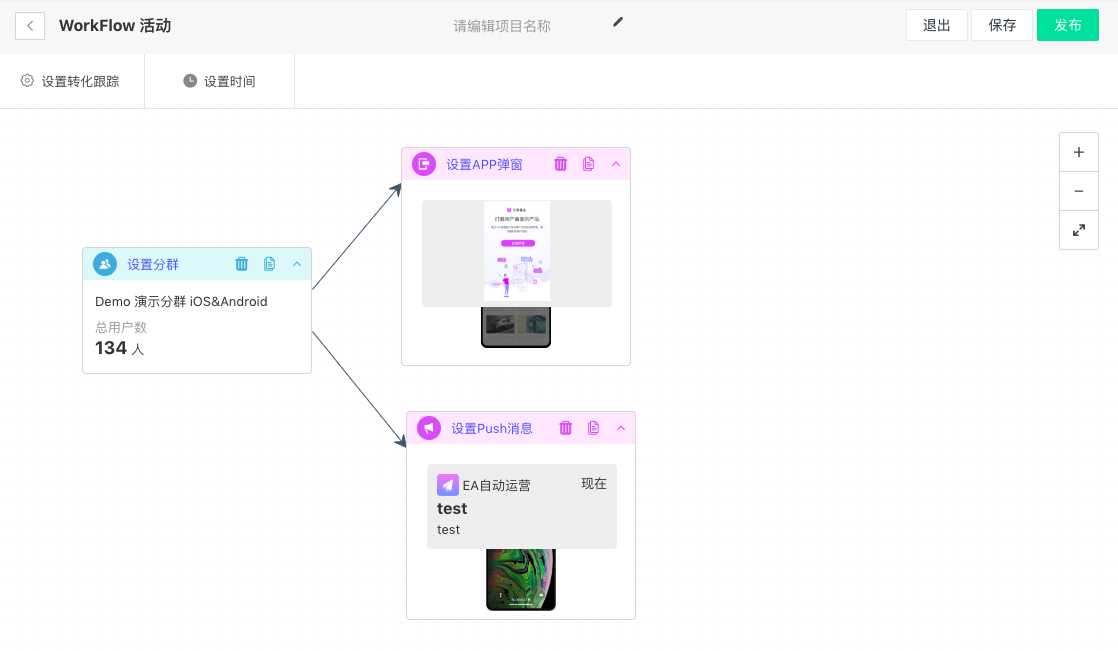 WorkFlow 活动
请编辑项目名称
退出
保存
发布
设置转化跟踪
设置时间
设置APP弹窗
设置分群
Demo 演示分群 iOS&Android
总用户数
134 人
设置Push消息
EA自动运营
现在
test
test